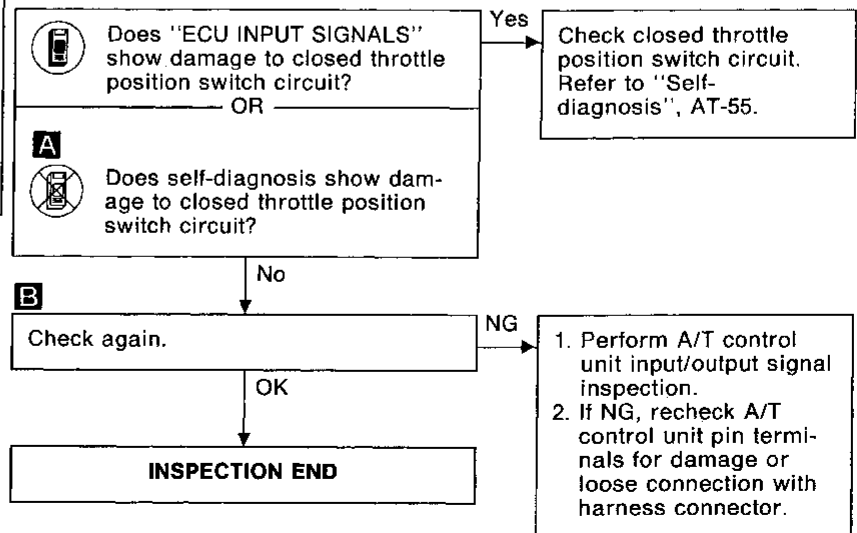 Does "ECU INPUT SIGNALS"
show damage to closed throttle
position switch circuit?
OR
A
Does self-diagnosis show dam-
age to closed throttle position
switch circuit?
Yes
Check closed throttle
position switch circuit.
Refer to "Self-
diagnosis", AT-55.
No
B
Check again.
NG
1. Perform A/T control
unit input/output signal
inspection.
2. If NG, recheck A/T
control unit pin termi-
nals for damage or
loose connection with
harness connector.
OK
INSPECTION END